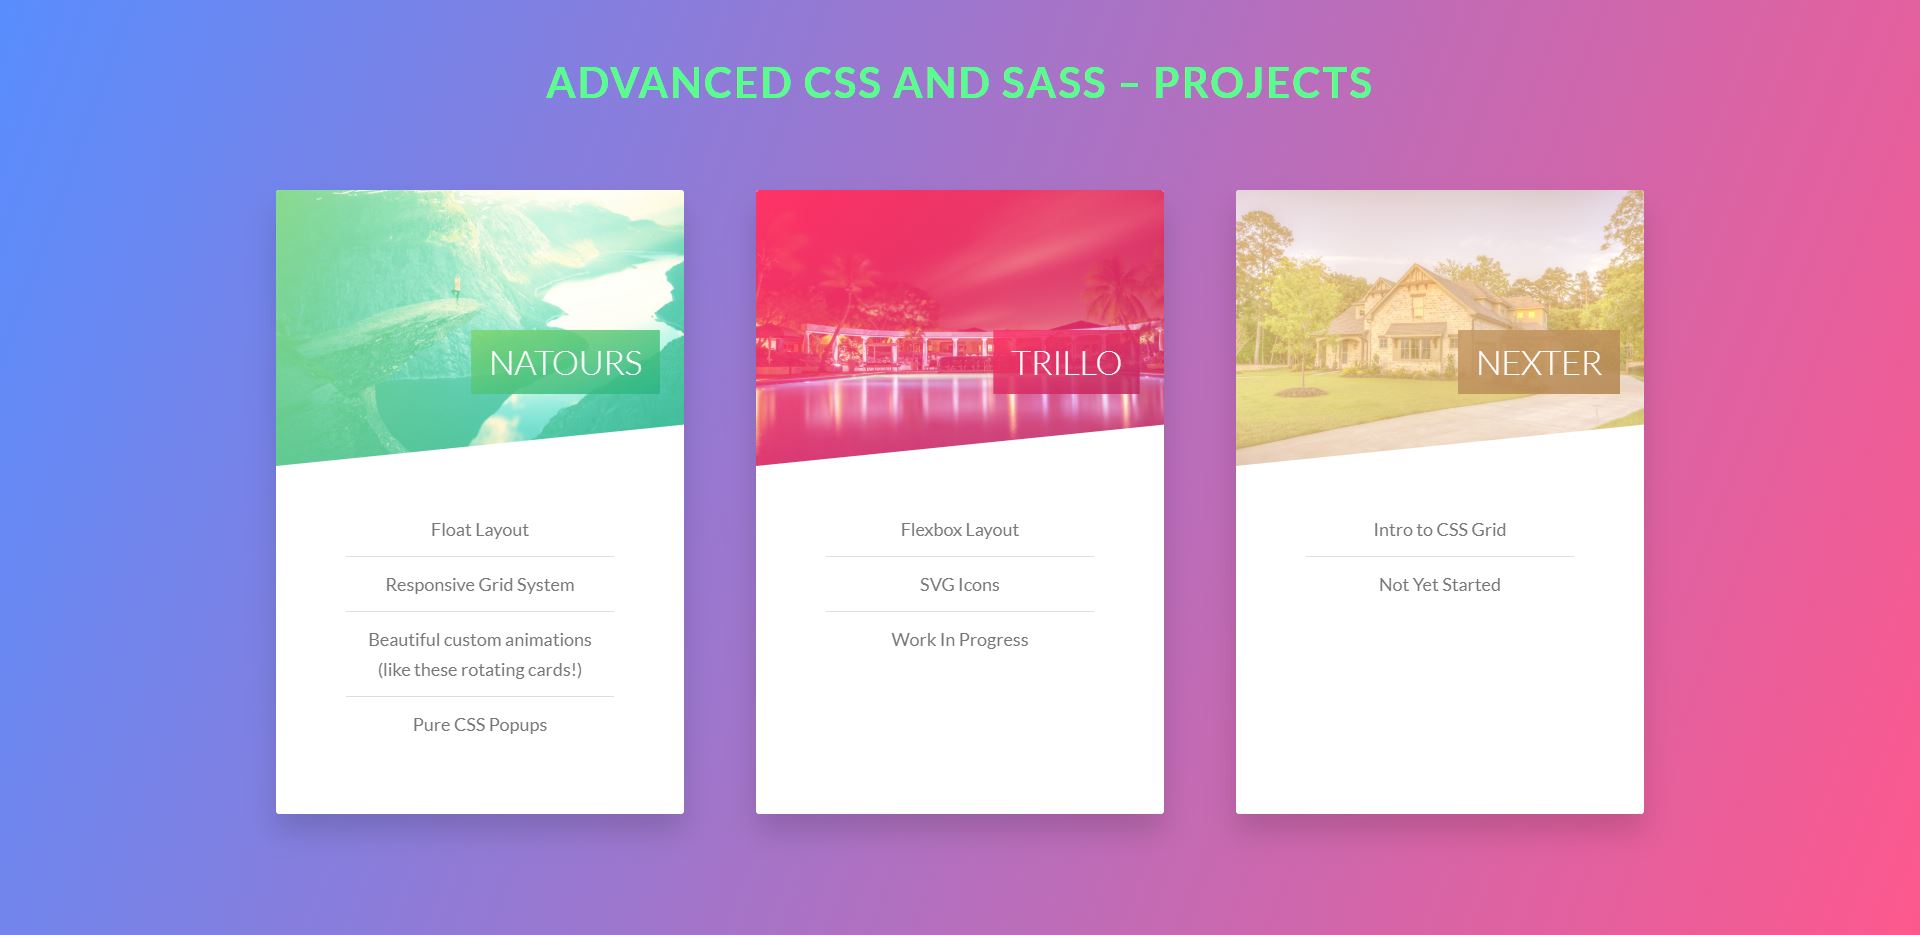 ADVANCED CSS AND SASS – PROJECTS
NATOURS
Float Layout
Responsive Grid System
Beautiful custom animations
(like these rotating cards!)
Pure CSS Popups
TRILLO
Flexbox Layout
SVG Icons
Work In Progress
NEXTER
Intro to CSS Grid
Not Yet Started